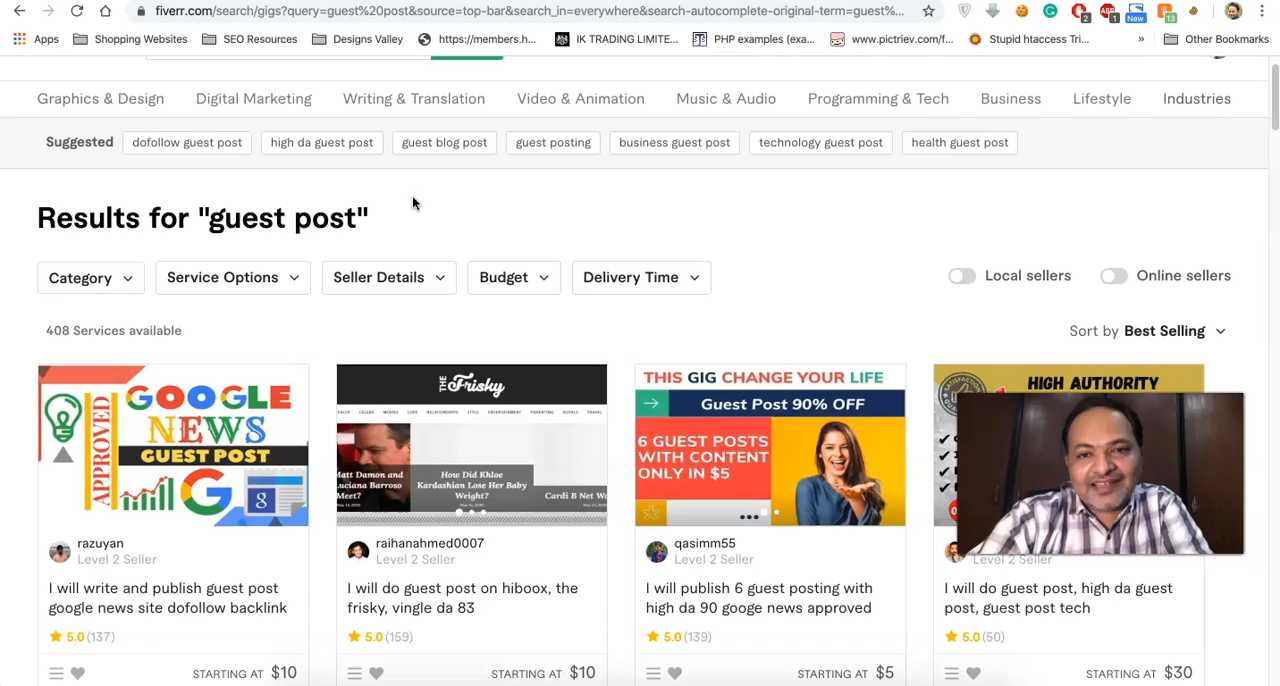 fiverr.com/search/gigs?query=guest%20post&source=top-bar&search_in=everywhere&search-autocomplete-original-term=guest%...
2
1
New
13
Apps
Shopping Websites
SEO Resources
Designs Valley
https://members.h...
IK TRADING LIMITE...
PHP examples (exa...
www.pictriev.com/f...
Stupid htaccess Tri...
»
Other Bookmarks
Graphics & Design
Digital Marketing
Writing & Translation
Video & Animation
Music & Audio
Programming & Tech
Business
Lifestyle
Industries
Suggested
dofollow guest post
high da guest post
guest blog post
guest posting
business guest post
technology guest post
health guest post
Results for "guest post"
Category
Service Options
Seller Details
Budget
Delivery Time
Local sellers
Online sellers
408 Services available
Sort by Best Selling
APPROVED
GOOGLE
NEWS
GUEST POST
razuyan
Level 2 Seller
I will write and publish guest post
google news site dofollow backlink
5.0 (137)
STARTING AT $10
THE
Frisky
Matt Damon and
Luciana Barroso
Meet?
How Did Khloe
Kardashian Lose Her Baby
Weight?
raihanahmed0007
Level 2 Seller
I will do guest post on hiboox, the
frisky, vingle da 83
5.0 (159)
STARTING AT $10
THIS GIG CHANGE YOUR LIFE
Guest Post 90% OFF
6 GUEST POSTS
WITH CONTENT
ONLY IN $5
qasimm55
Level 2 Seller
I will publish 6 guest posting with
high da 90 googe news approved
5.0 (139)
STARTING AT $5
HIGH AUTHORITY
Level 2 Seller
I will do guest post, high da guest
post, guest post tech
5.0 (50)
STARTING AT $30